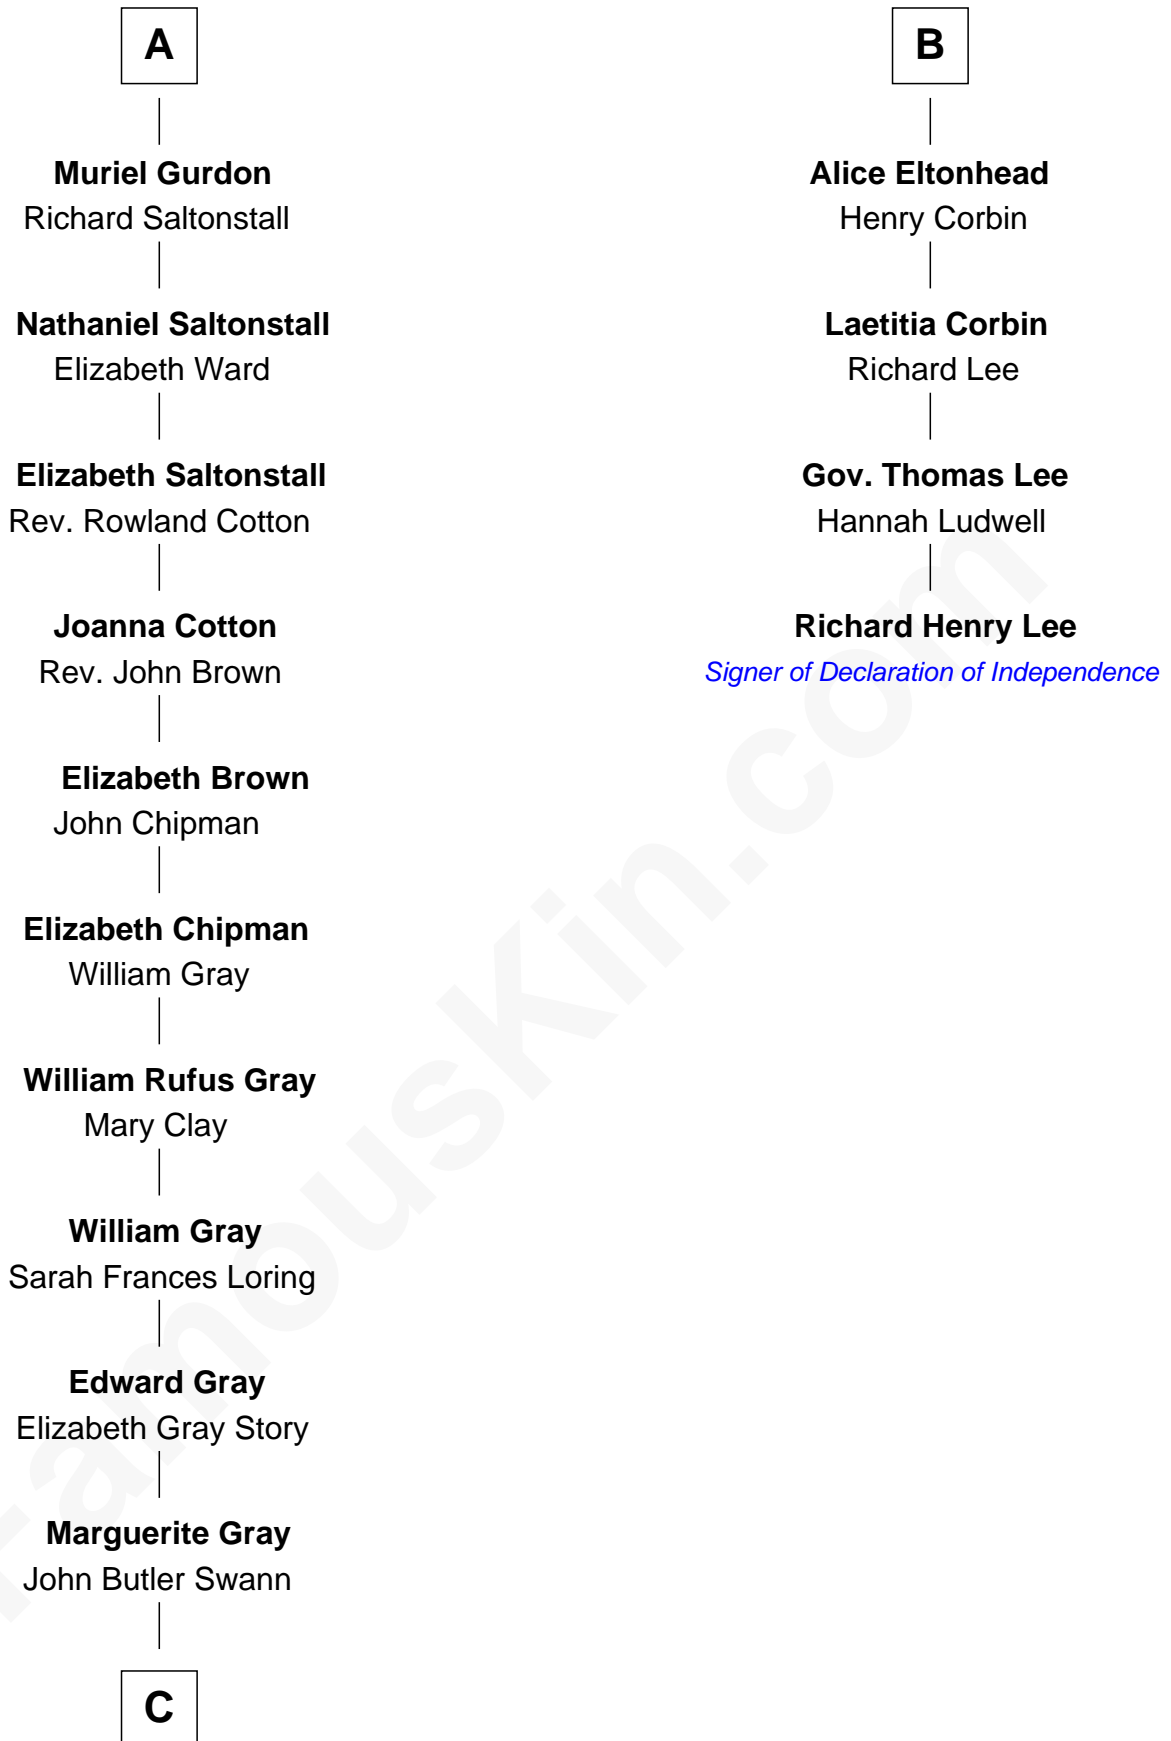 A
Muriel Gurdon
Richard Saltonstall
Nathaniel Saltonstall
Elizabeth Ward
Elizabeth Saltonstall
Rev. Rowland Cotton
Joanna Cotton
Rev. John Brown
Elizabeth Brown
John Chipman
Elizabeth Chipman
William Gray
William Rufus Gray
Mary Clay
William Gray
Sarah Frances Loring
Edward Gray
Elizabeth Gray Story
Marguerite Gray
John Butler Swann
C
B
Alice Eltonhead
Henry Corbin
Laetitia Corbin
Richard Lee
Gov. Thomas Lee
Hannah Ludwell
Richard Henry Lee
Signer of Declaration of Independence
FamousKin.com